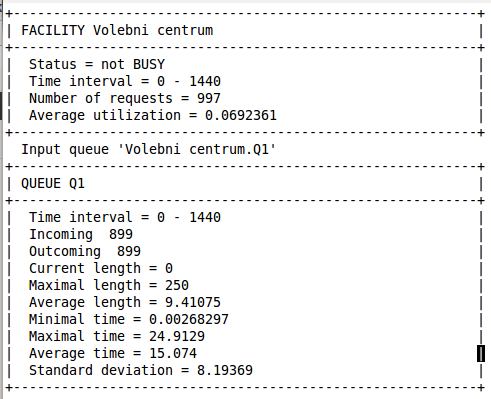 FACILITY Volebni centrum
Status = not BUSY
Time interval = 0 - 1440
Number of requests = 997
Average utilization = 0.0692361
Input queue 'Volebni centrum.Q1'
QUEUE Q1
Time interval = 0 - 1440
Incoming  899
Outcoming  899
Current length = 0
Maximal length = 250
Average length = 9.41075
Minimal time = 0.00268297
Maximal time = 24.9129
Average time = 15.074
Standard deviation = 8.19369